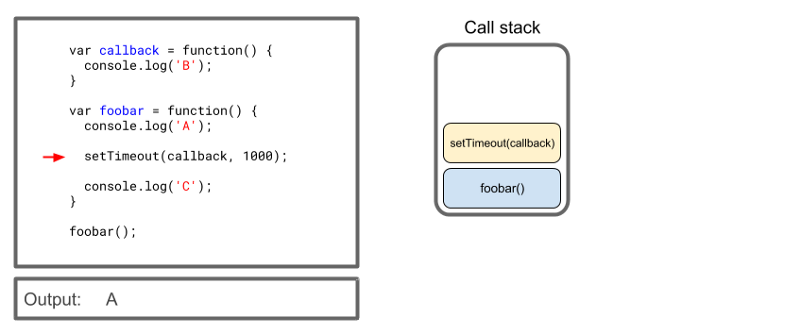 var callback = function() {
console.log('B');
}
var foobar = function() {
console.log('A');
setTimeout(callback, 1000);
console.log('C');
}
foobar();
Output: A
Call stack
setTimeout(callback)
foobar()